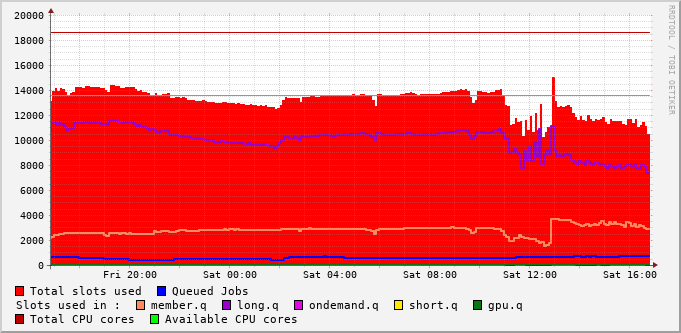 20000
18000
16000
14000
12000
10000
8000
6000
4000
2000
0
Fri 20:00 Sat 00:00 Sat 04:00 Sat 08:00 Sat 12:00 Sat 16:00
RRDTOOL / TOBI OETIKER
Total slots used Queued Jobs
Slots used in : member.q long.q ondemand.q short.q gpu.q
Total CPU cores Available CPU cores